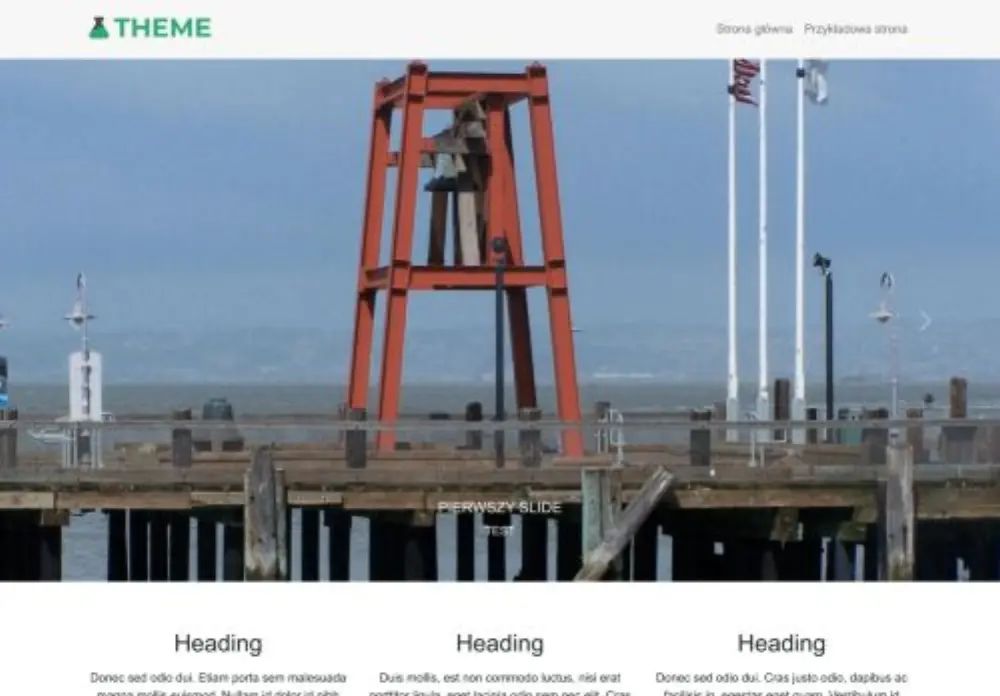 THEME
Strona główna Przykładowa strona
PIERWSZY SLIDE
TEST
Heading
Donec sed odio dui. Etiam porta sem malesuada
magna mollis euismod. Nullam id dolor id nibh
Heading
Duis mollis, est non commodo luctus, nisi erat
porttitor ligula, eget lacinia odio sem nec elit. Cras
Heading
Donec sed odio dui. Cras justo odio, dapibus ac
facilisis in, egestas eget quam. Vestibulum id